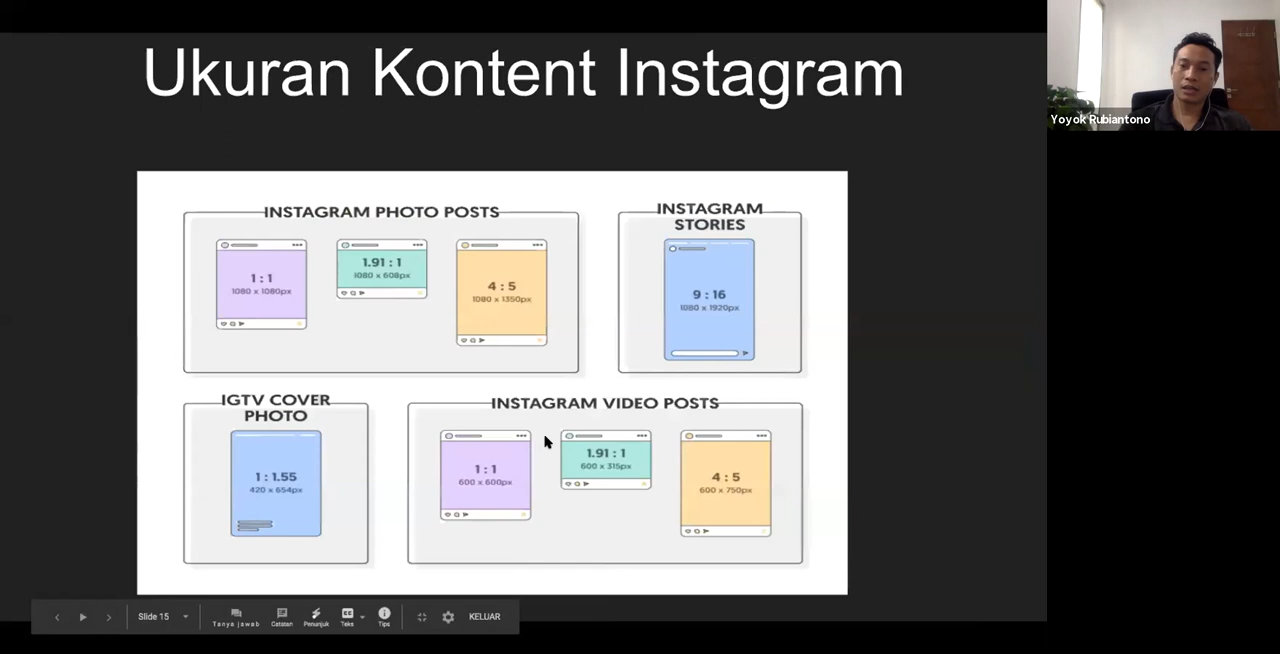 Ukuran Kontent Instagram
Yoyok Rubiantono
INSTAGRAM PHOTO POSTS
1 : 1
1080 x 1080px
1.91 : 1
1080 x 608px
4 : 5
1080 x 1350px
INSTAGRAM
STORIES
9 : 16
1080 x 1920px
IGTV COVER
PHOTO
1 : 1.55
420 x 654px
INSTAGRAM VIDEO POSTS
1 : 1
600 x 600px
1.91 : 1
600 x 315px
4 : 5
600 x 750px
Slide 15
Tanya jawab
Catatan
Penunjuk
CC
Teks
Tips
KELUAR